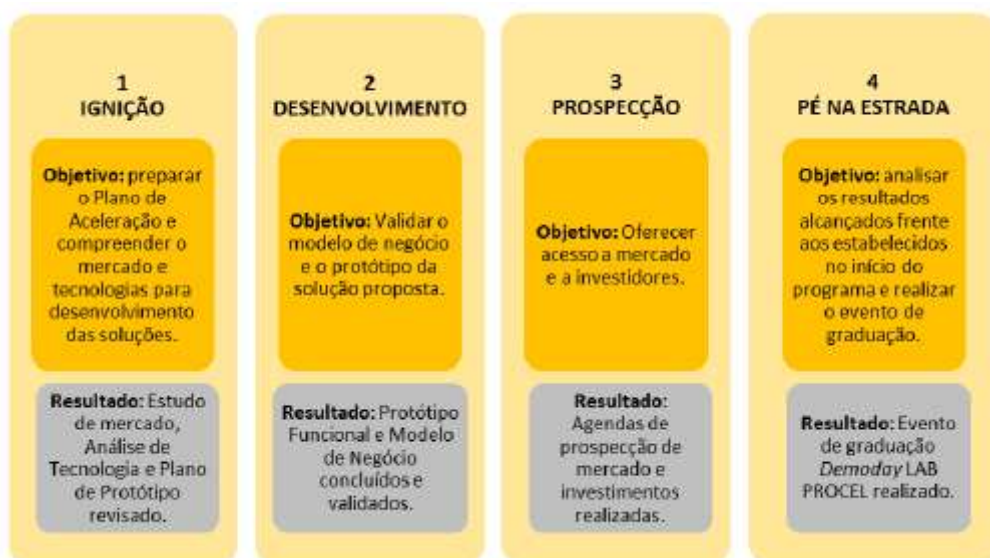 1
IGNIÇÃO
Objetivo: preparar
o Plano de
Aceleração e
compreender o
mercado e
tecnologias para
desenvolvimento
das soluções.
Resultado: Estudo
de mercado,
Análise de
Tecnologia e Plano
de Protótipo
revisado.
2
DESENVOLVIMENTO
Objetivo: Validar o
modelo de negócio
e o protótipo da
solução proposta.
Resultado: Protótipo
Funcional e Modelo
de Negócio
concluídos e
validados.
3
PROSPECÇÃO
Objetivo: Oferecer
acesso a mercado
e a investidores.
Resultado:
Agendas de
prospecção de
mercado e
investimentos
realizadas.
4
PÉ NA ESTRADA
Objetivo: analisar
os resultados
alcançados frente
aos estabelecidos
no início do
programa e realizar
o evento de
graduação.
Resultado: Evento
de graduação
Demoday LAB
PROCEL realizado.